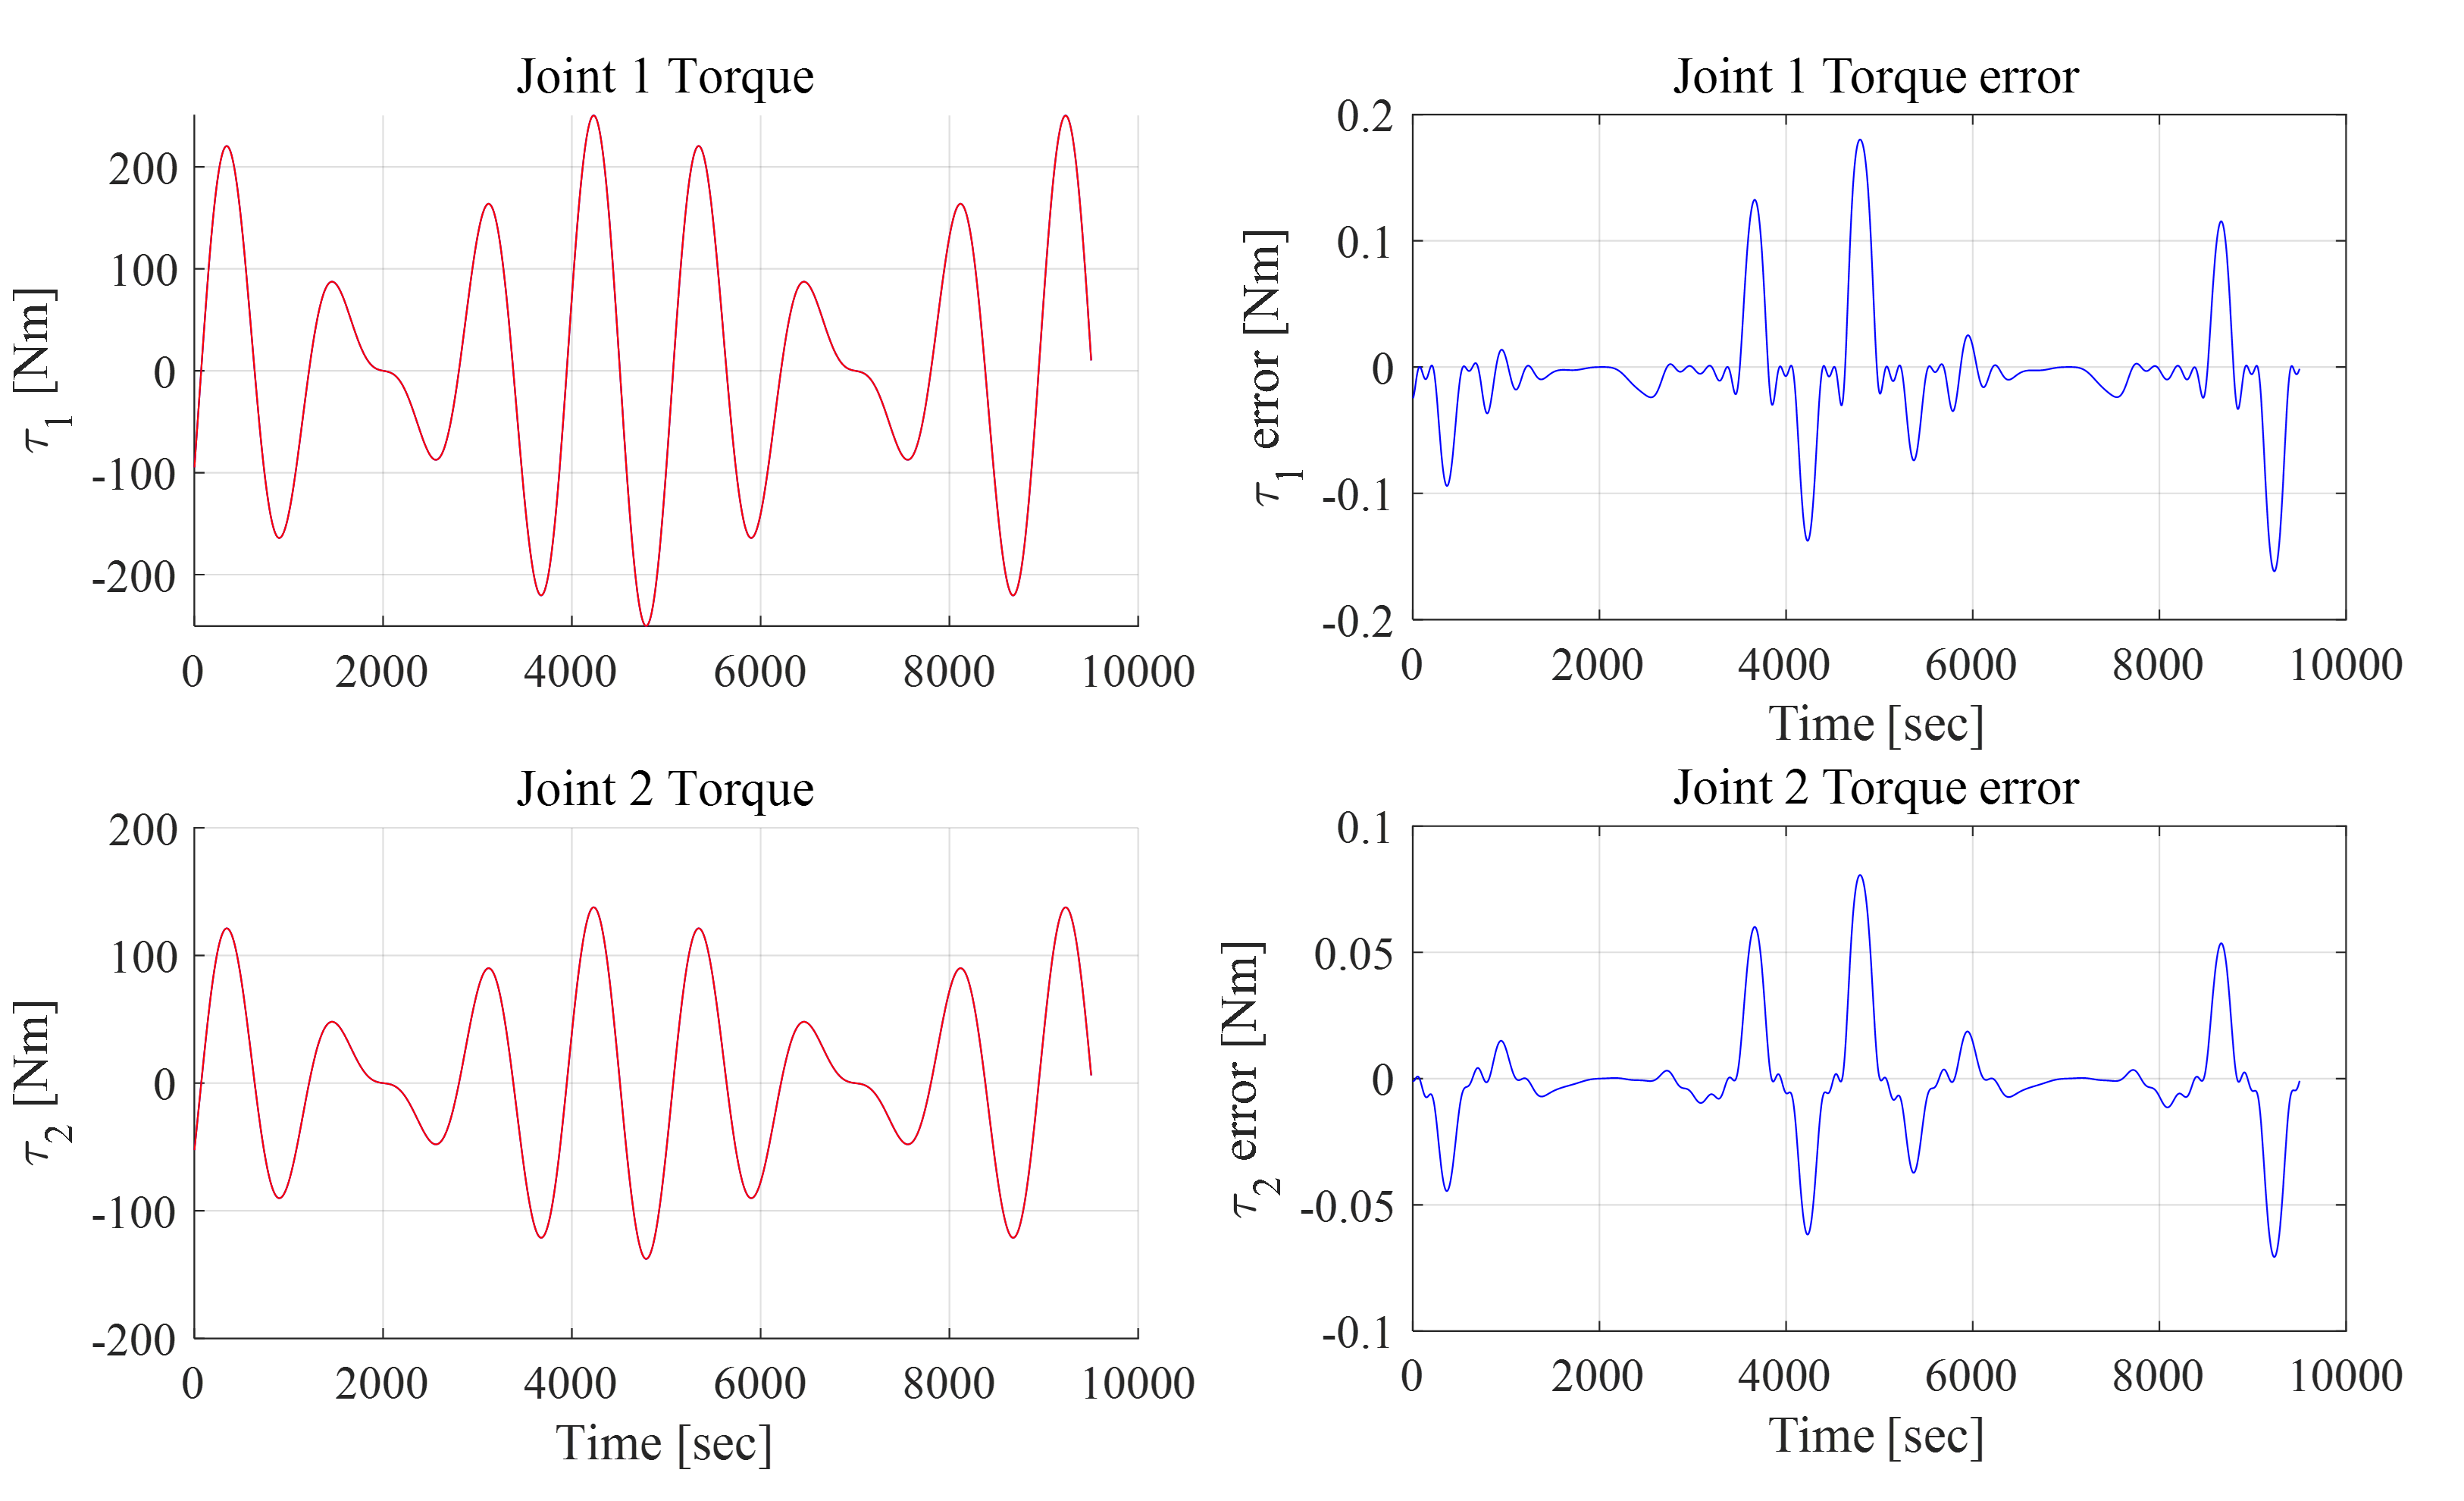 Joint 1 Torque
200
100
0
-100
-200
τ1 [Nm]
0 2000 4000 6000 8000 10000
Joint 1 Torque error
0.2
0.1
0
-0.1
-0.2
τ1 error [Nm]
0 2000 4000 6000 8000 10000
Time [sec]
Joint 2 Torque
200
100
0
-100
-200
τ2 [Nm]
0 2000 4000 6000 8000 10000
Time [sec]
Joint 2 Torque error
0.1
0.05
0
-0.05
-0.1
τ2 error [Nm]
0 2000 4000 6000 8000 10000
Time [sec]